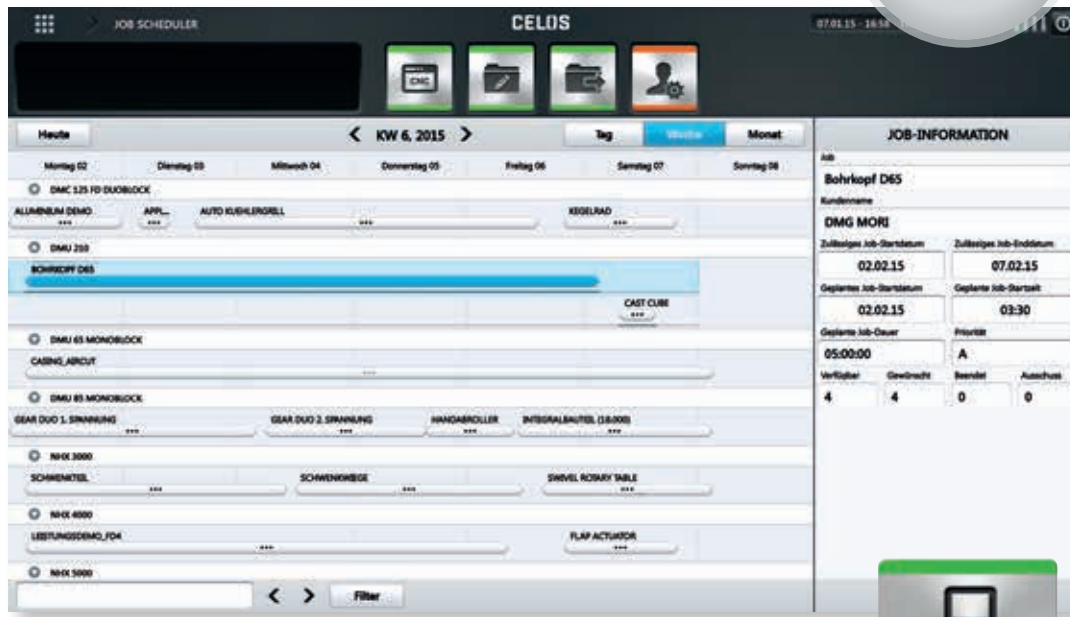 JOB SCHEDULER
CELOS
07.01.15 - 16:58
CNC
Heute
KW 6, 2015
Tag
Woche
Monat
JOB-INFORMATION
Montag 02
Dienstag 03
Mittwoch 04
Donnerstag 05
Freitag 06
Samstag 07
Sonntag 08
Job
Bohrkopf D65
Kundenname
DMG MORI
Zulässiges Job-Startdatum
Zulässiges Job-Enddatum
02.02.15
07.02.15
Geplantes Job-Startdatum
Geplante Job-Startzeit
02.02.15
03:30
Geplante Job-Dauer
Priorität
05:00:00
A
Verfügbar
Gewünscht
Beendet
Ausschuss
4
4
0
0
DMC 125 FD DUOBLOCK
ALUMINIUM DEMO
APPL...
AUTO KUEHLERGRILL
KEGELRAD
DMU 210
BOHRKOPF D65
CAST CUBE
DMU 65 MONOBLOCK
CASING_AIRCUT
DMU 85 MONOBLOCK
GEAR DUO 1. SPANNUNG
GEAR DUO 2. SPANNUNG
HANDABROLLER
INTEGRALBAUTEIL (18.000)
NHX 3000
SCHWENKTEIL
SCHWENKWIEGE
SWIVEL ROTARY TABLE
NHX 4000
LEISTUNGSDEMO_FD4
FLAP ACTUATOR
NHX 5000
Filter